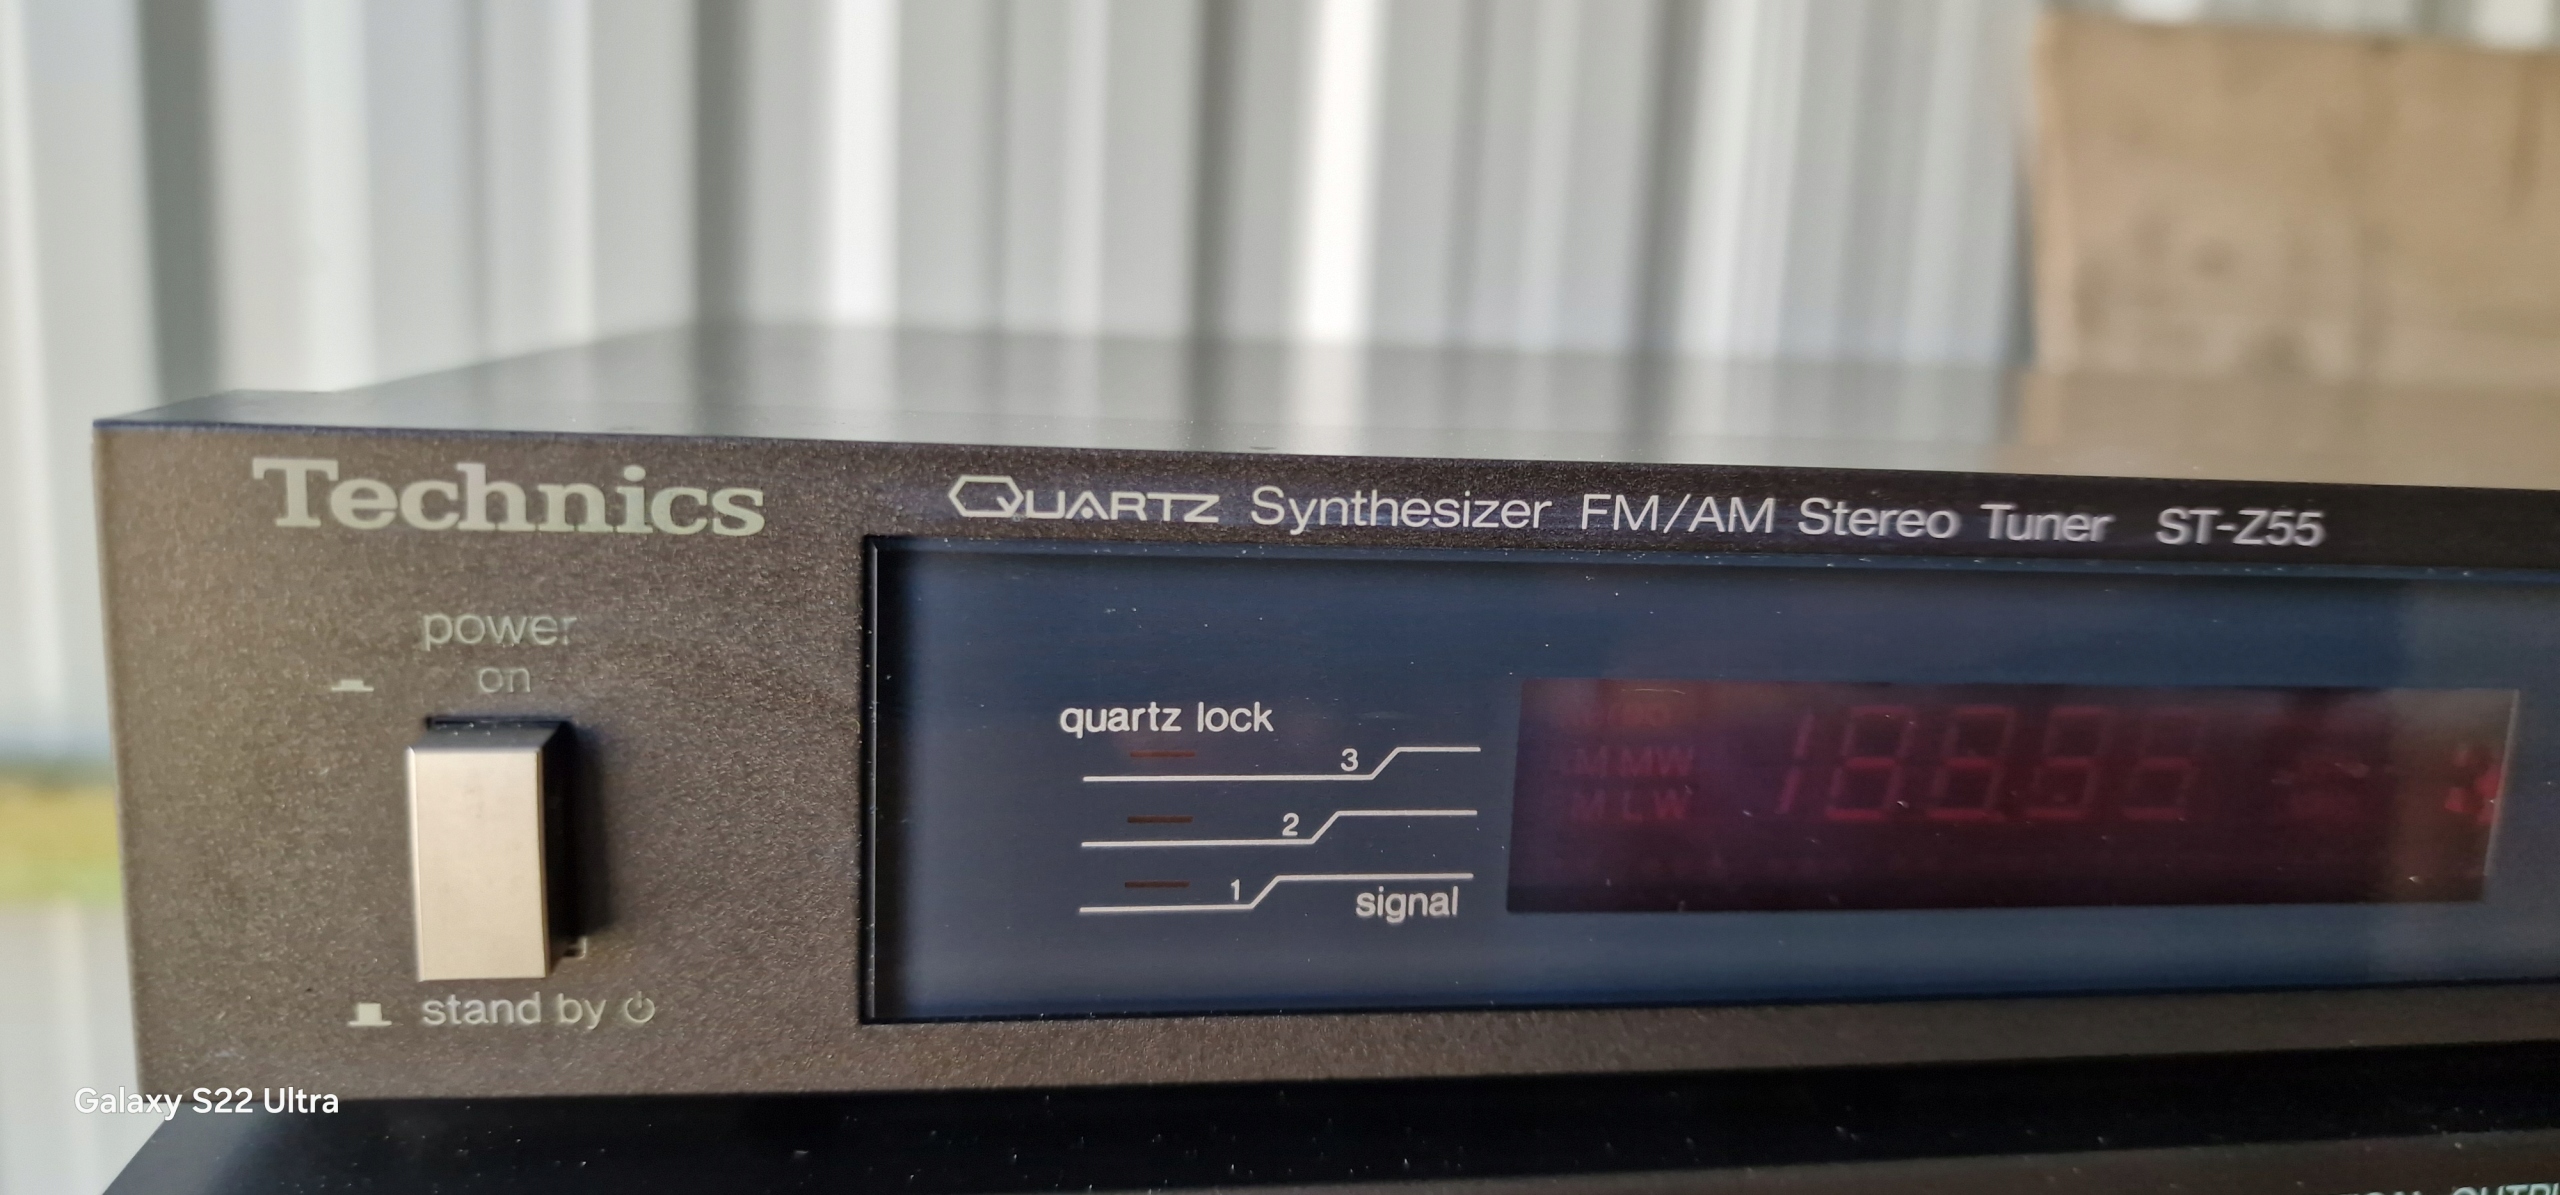 Technics
QUARTZ Synthesizer FM/AM Stereo Tuner ST-Z55
power
on
stand by
quartz lock
3
2
1
signal
MW
LW
Galaxy S22 Ultra